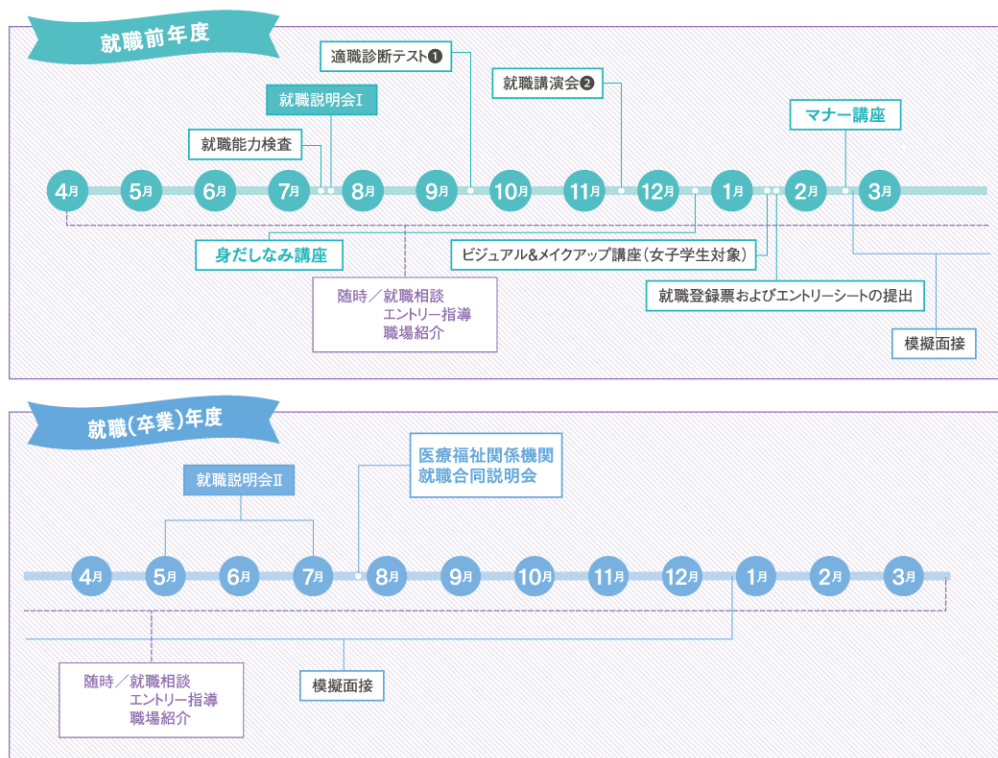 就職前年度
適職診断テスト❶
就職講演会❷
就職説明会Ⅰ
マナー講座
就職能力検査
4月 5月 6月 7月 8月 9月 10月 11月 12月 1月 2月 3月
身だしなみ講座
ビジュアル&メイクアップ講座(女子学生対象)
就職登録票およびエントリーシートの提出
随時/就職相談
エントリー指導
職場紹介
模擬面接
就職(卒業)年度
医療福祉関係機関
就職合同説明会
就職説明会Ⅱ
4月 5月 6月 7月 8月 9月 10月 11月 12月 1月 2月 3月
随時/就職相談
エントリー指導
職場紹介
模擬面接